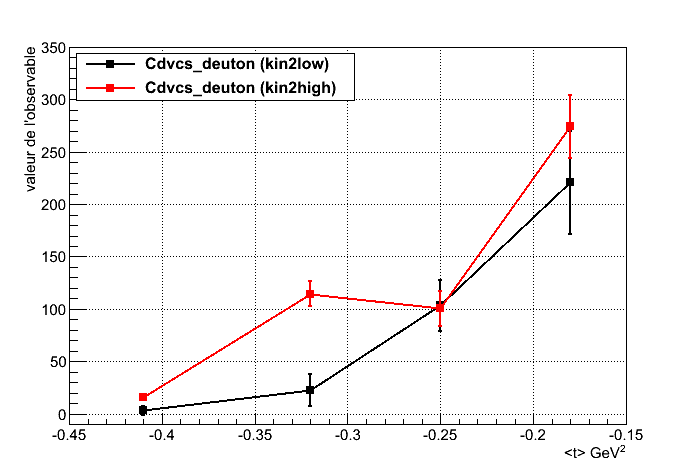 valeur de l'observable
350
300
250
200
150
100
50
0
Cdvcs_deuton (kin2low)
Cdvcs_deuton (kin2high)
-0.45 -0.4 -0.35 -0.3 -0.25 -0.2 -0.15
<t> GeV²